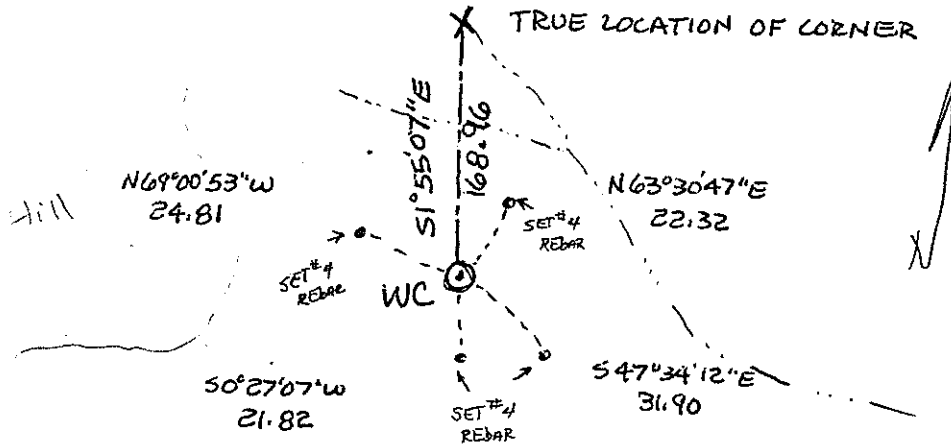 TRUE LOCATION OF CORNER
S1°55'07"E
168.96
N69°00'53"W
24.81
N63°30'47"E
22.32
Hill
SET #4
REBAR
SET #4
REBAR
WC
N
S0°27'07"W
21.82
SET #4
REBAR
S47°34'12"E
31.90